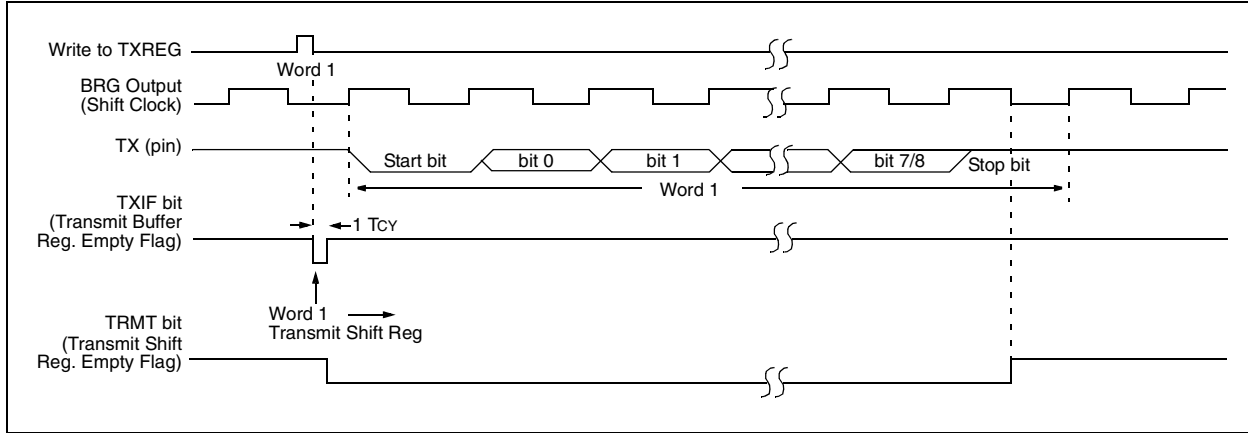 Write to TXREG
Word 1
BRG Output
(Shift Clock)
TX (pin)
Start bit
bit 0
bit 1
bit 7/8
Stop bit
Word 1
TXIF bit
(Transmit Buffer
Reg. Empty Flag)
1 TCY
Word 1
Transmit Shift Reg
TRMT bit
(Transmit Shift
Reg. Empty Flag)